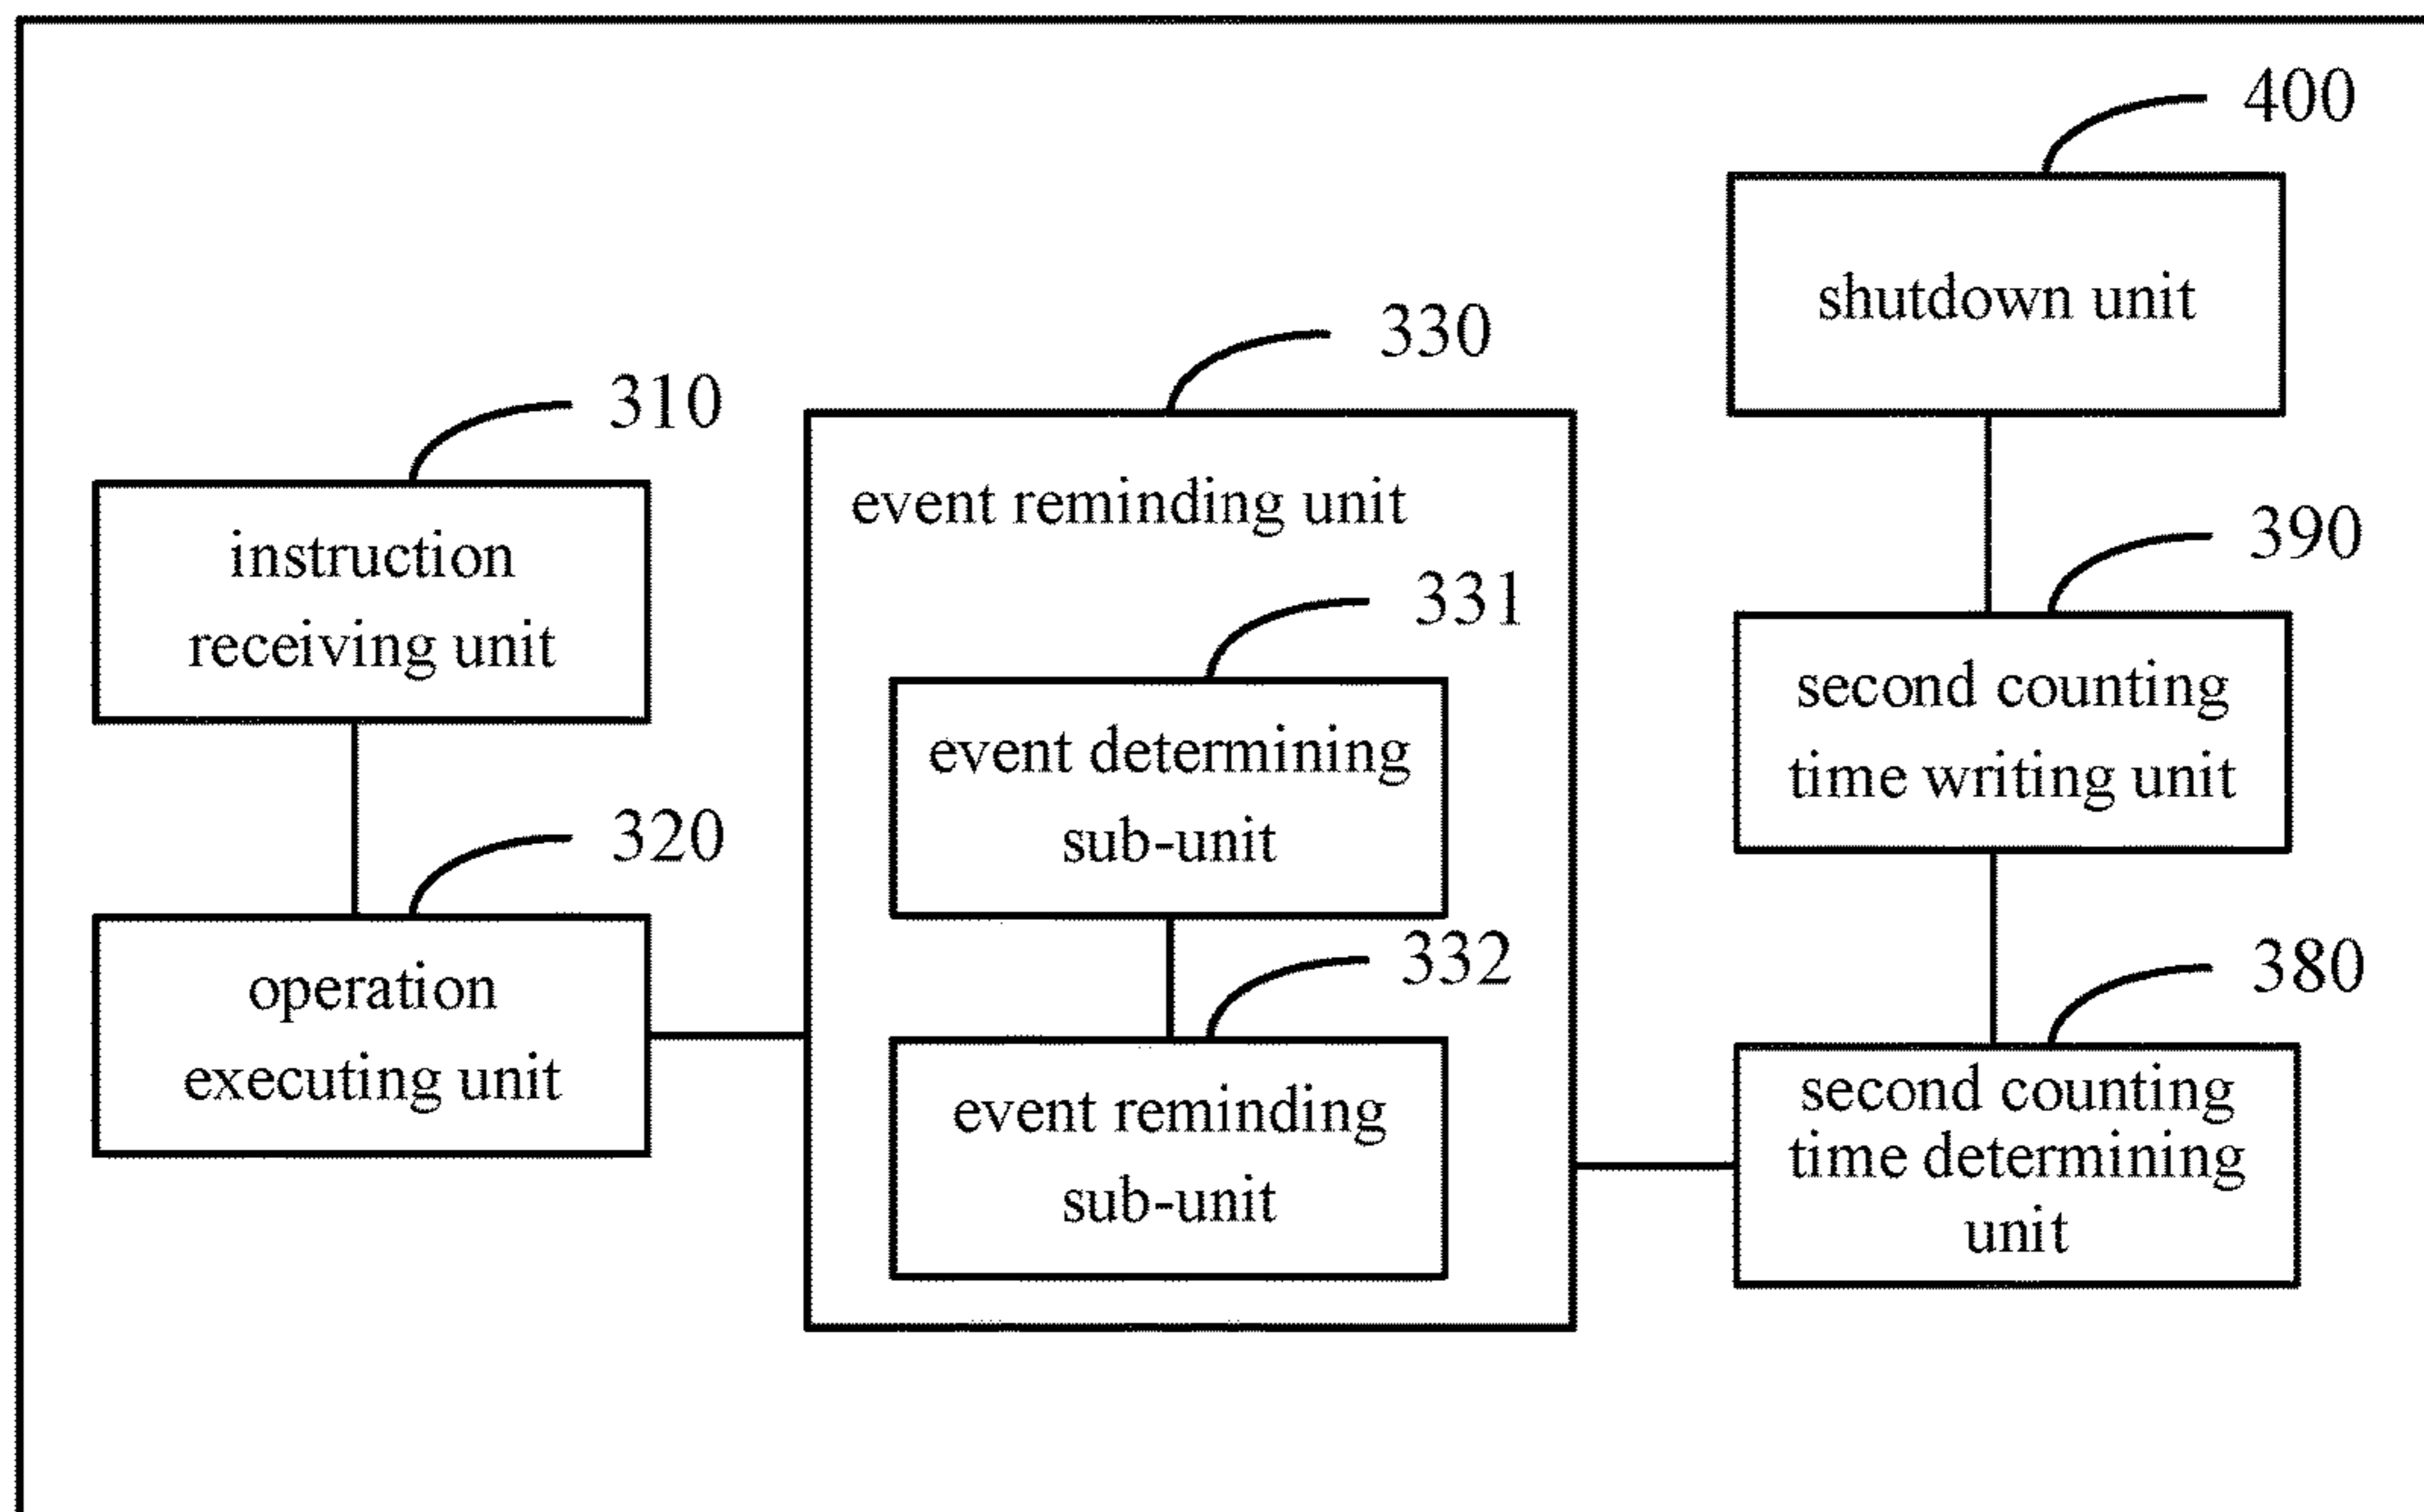 400
shutdown unit
330
310
event reminding unit
390
instruction
receiving unit
331
second counting
time writing unit
event determining
sub-unit
320
332
380
operation
executing unit
event reminding
sub-unit
second counting
time determining
unit